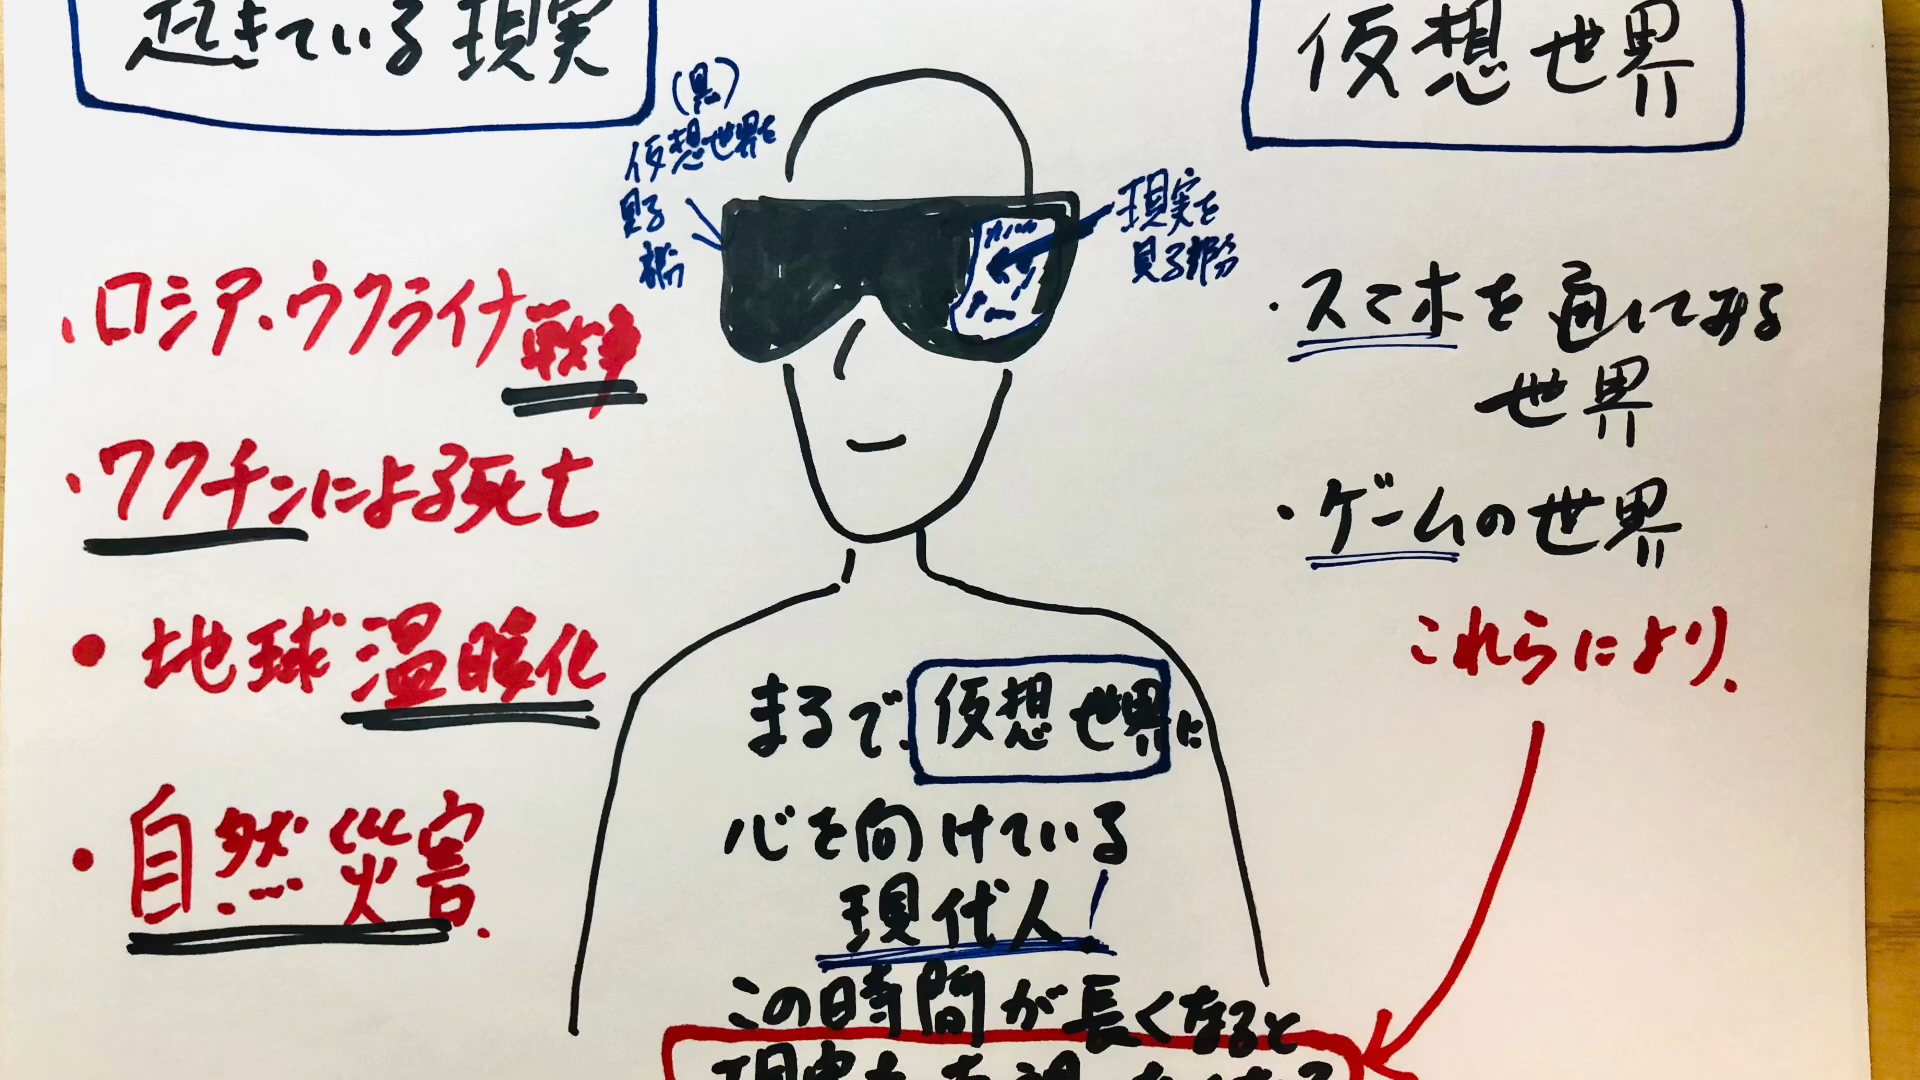 起きている現実
仮想世界
(黒)
仮想世界を
見る
部分
現実を
見る部分
・ロシア・ウクライナ戦争
・ワクチンによる死亡
・地球温暖化
・自然災害.
・スマホを通してみる
世界
・ゲームの世界
これらにより.
まるで、仮想世界に
心を向けている
現代人!
この時間が長くなると